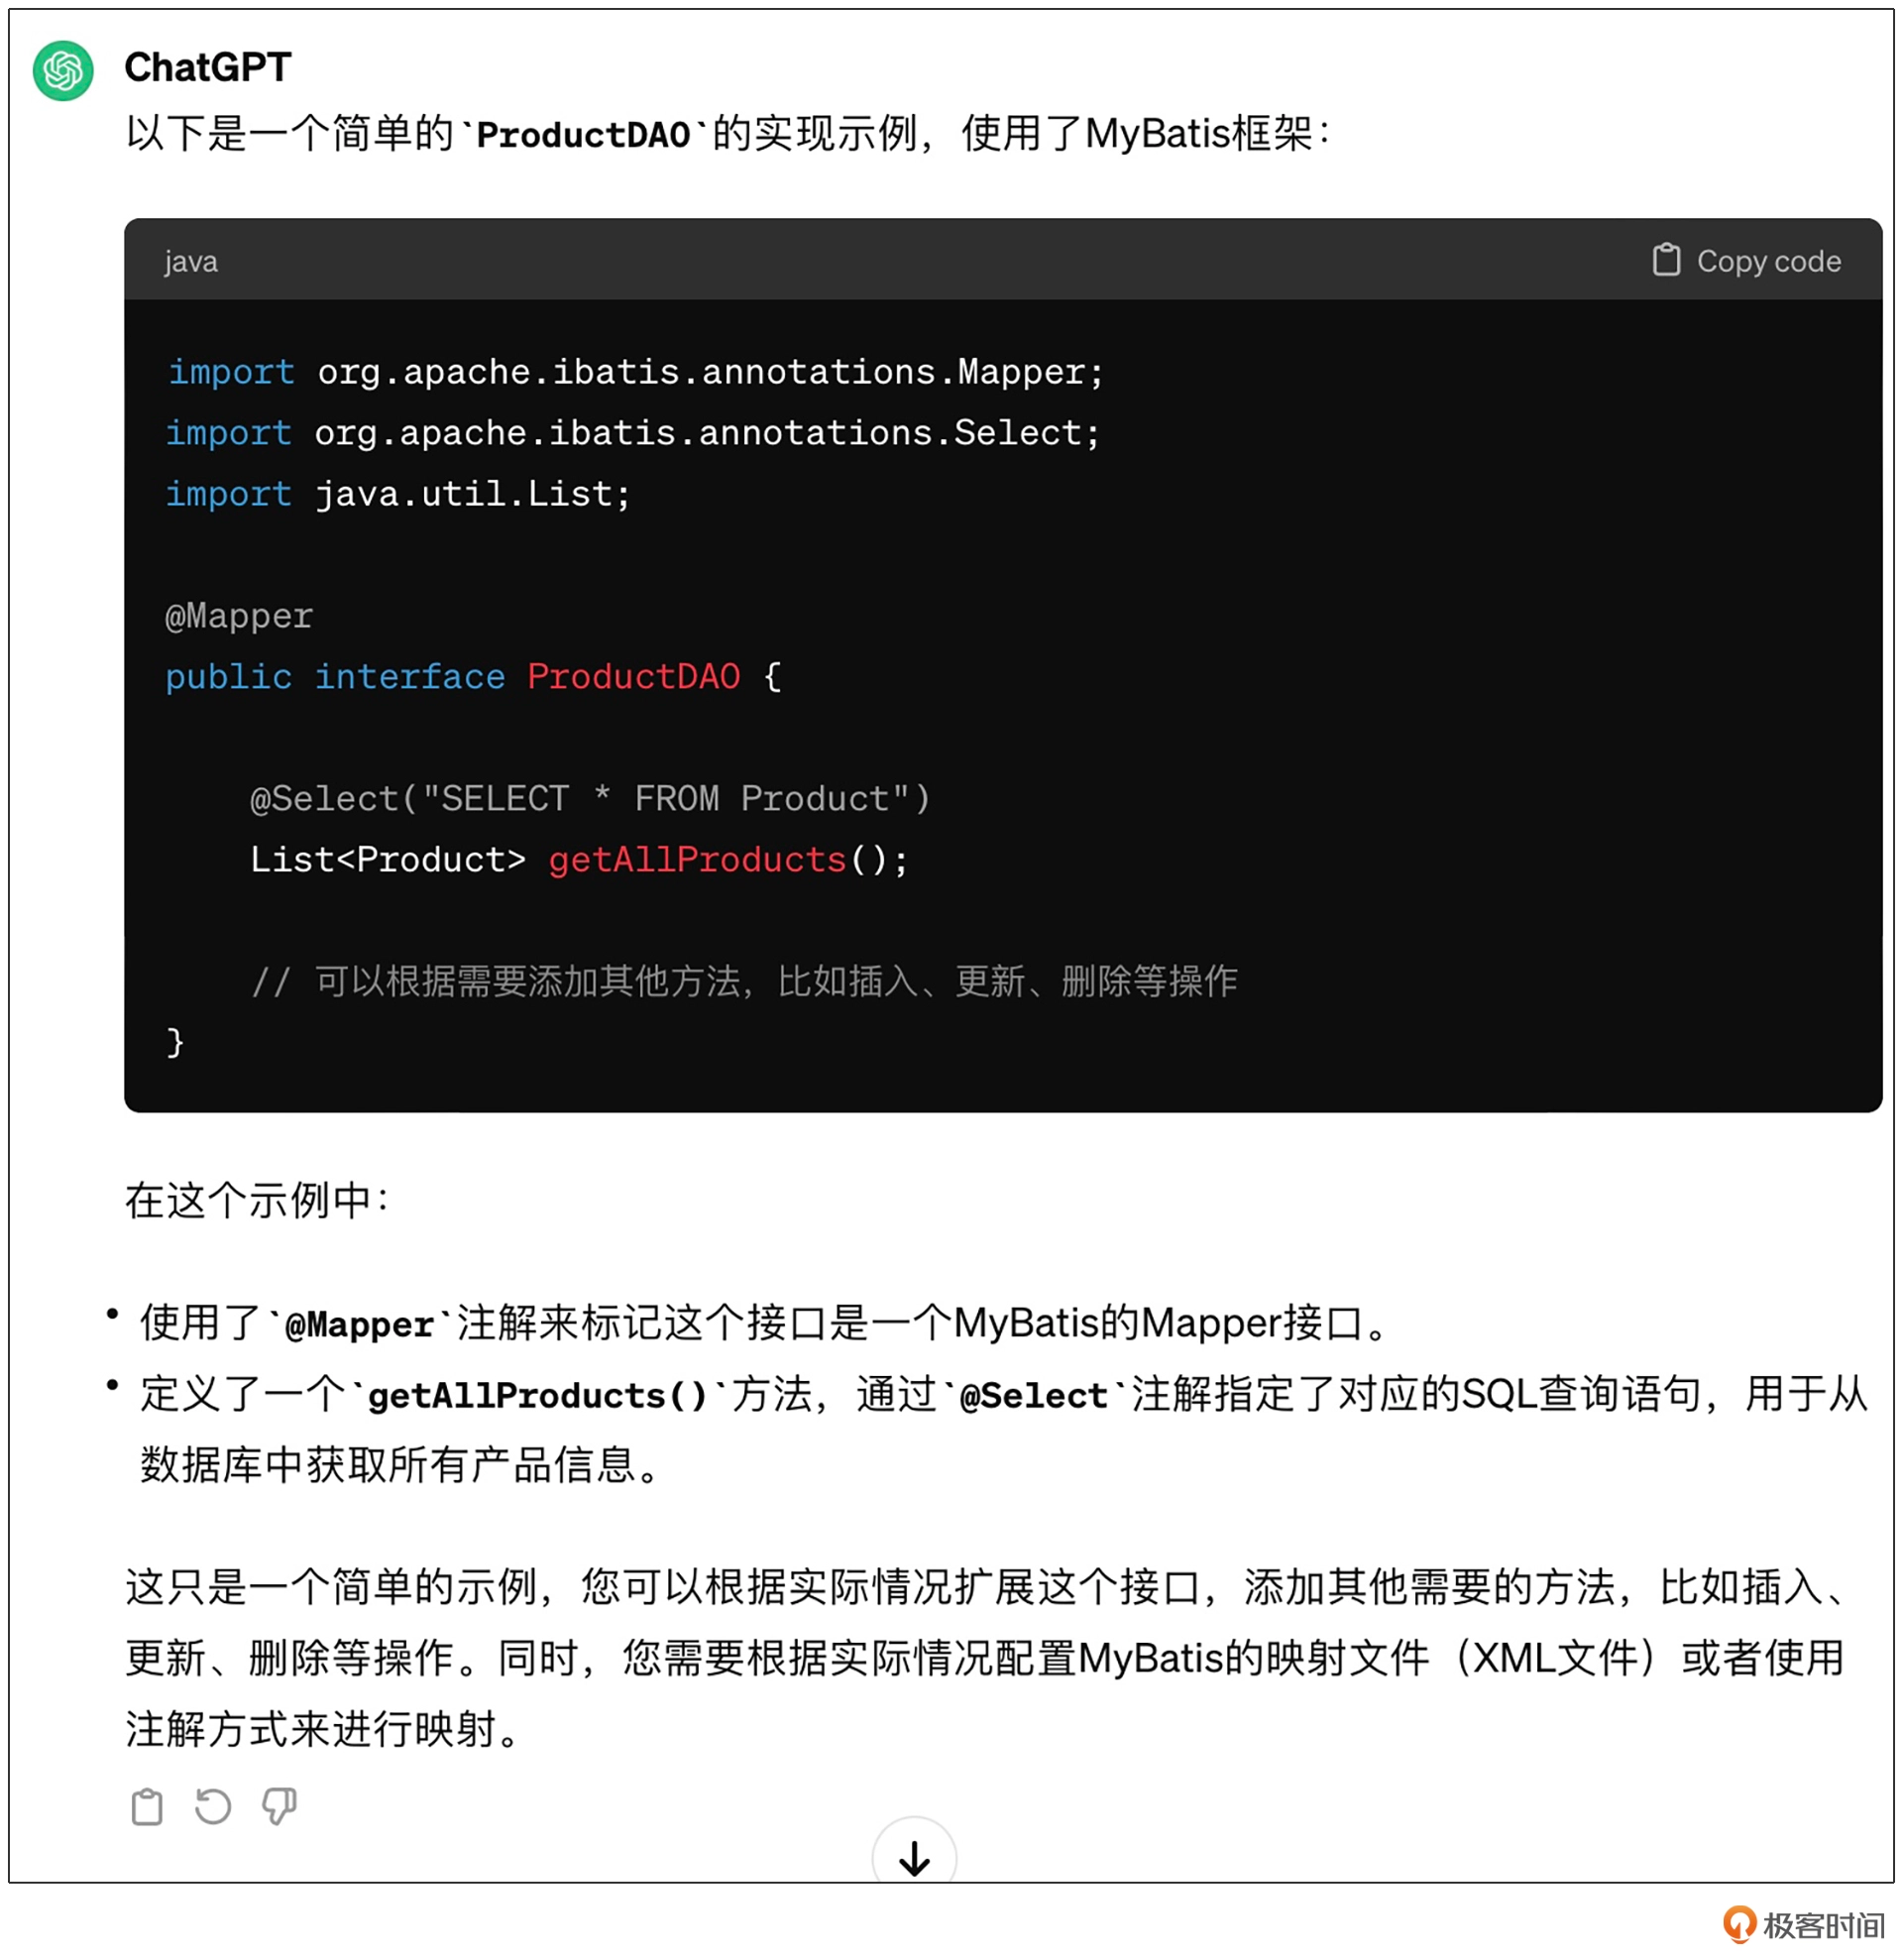 ChatGPT
以下是一个简单的`ProductDAO`的实现示例，使用了MyBatis框架：
java
Copy code
import org.apache.ibatis.annotations.Mapper;
import org.apache.ibatis.annotations.Select;
import java.util.List;
@Mapper
public interface ProductDAO {
    @Select("SELECT * FROM Product")
    List<Product> getAllProducts();
    // 可以根据需要添加其他方法，比如插入、更新、删除等操作
}
在这个示例中：
• 使用了`@Mapper`注解来标记这个接口是一个MyBatis的Mapper接口。
• 定义了一个`getAllProducts()`方法，通过`@Select`注解指定了对应的SQL查询语句，用于从
数据库中获取所有产品信息。
这只是一个简单的示例，您可以根据实际情况扩展这个接口，添加其他需要的方法，比如插入、
更新、删除等操作。同时，您需要根据实际情况配置MyBatis的映射文件（XML文件）或者使用
注解方式来进行映射。
极客时间